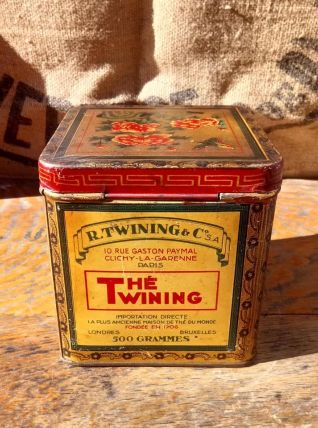 R. TWINING & Co S.A
10 RUE GASTON PAYMAL
CLICHY-LA-GARENNE
PARIS
THÉ
TWINING
IMPORTATION DIRECTE
LA PLUS ANCIENNE MAISON DE THÉ DU MONDE
FONDÉE EN 1706
LONDRES BRUXELLES
500 GRAMMES